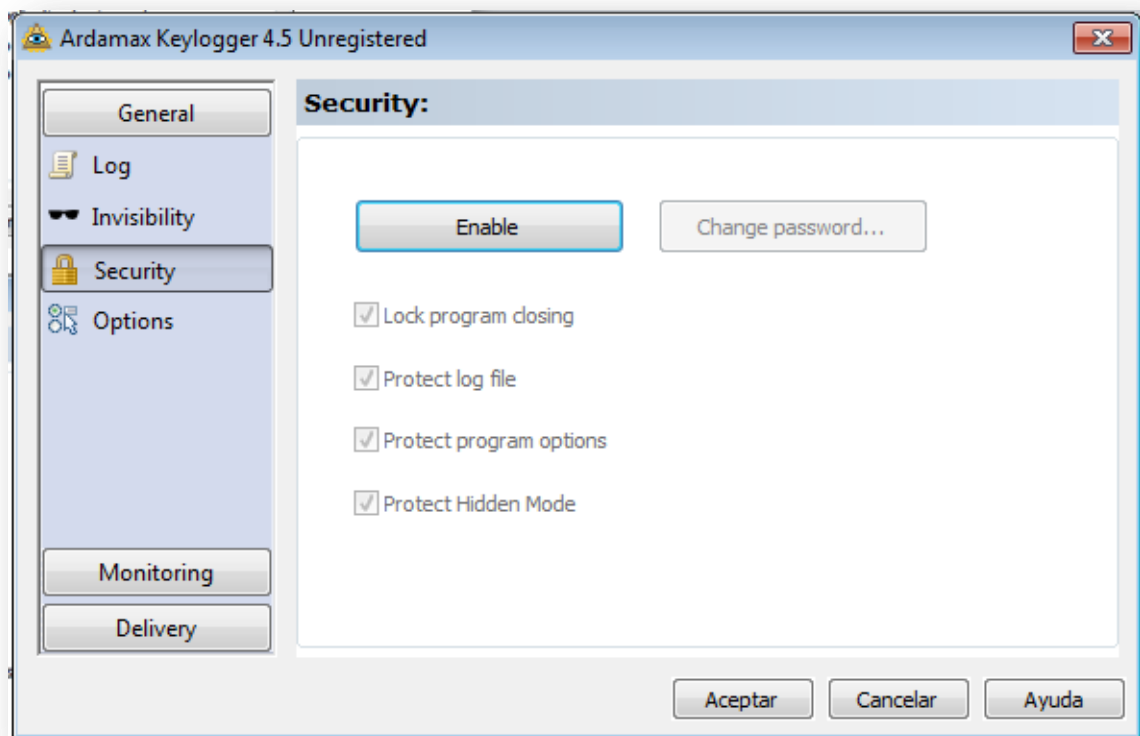 Ardamax Keylogger 4.5 Unregistered
General
Log
Invisibility
Security
Options
Monitoring
Delivery
Security:
Enable
Change password...
Lock program closing
Protect log file
Protect program options
Protect Hidden Mode
Aceptar
Cancelar
Ayuda